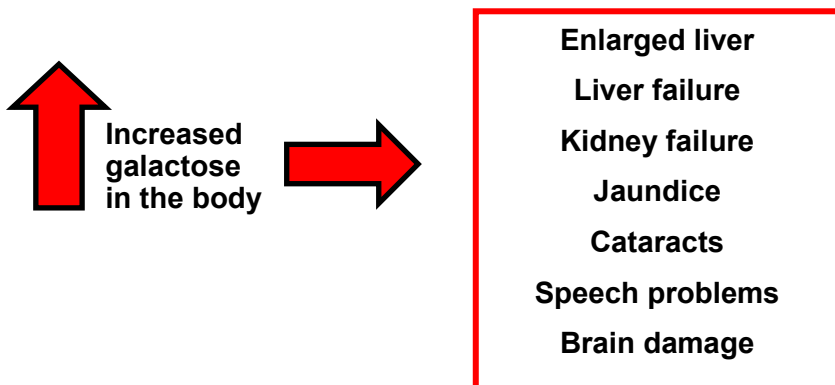 Increased
galactose
in the body
Enlarged liver
Liver failure
Kidney failure
Jaundice
Cataracts
Speech problems
Brain damage